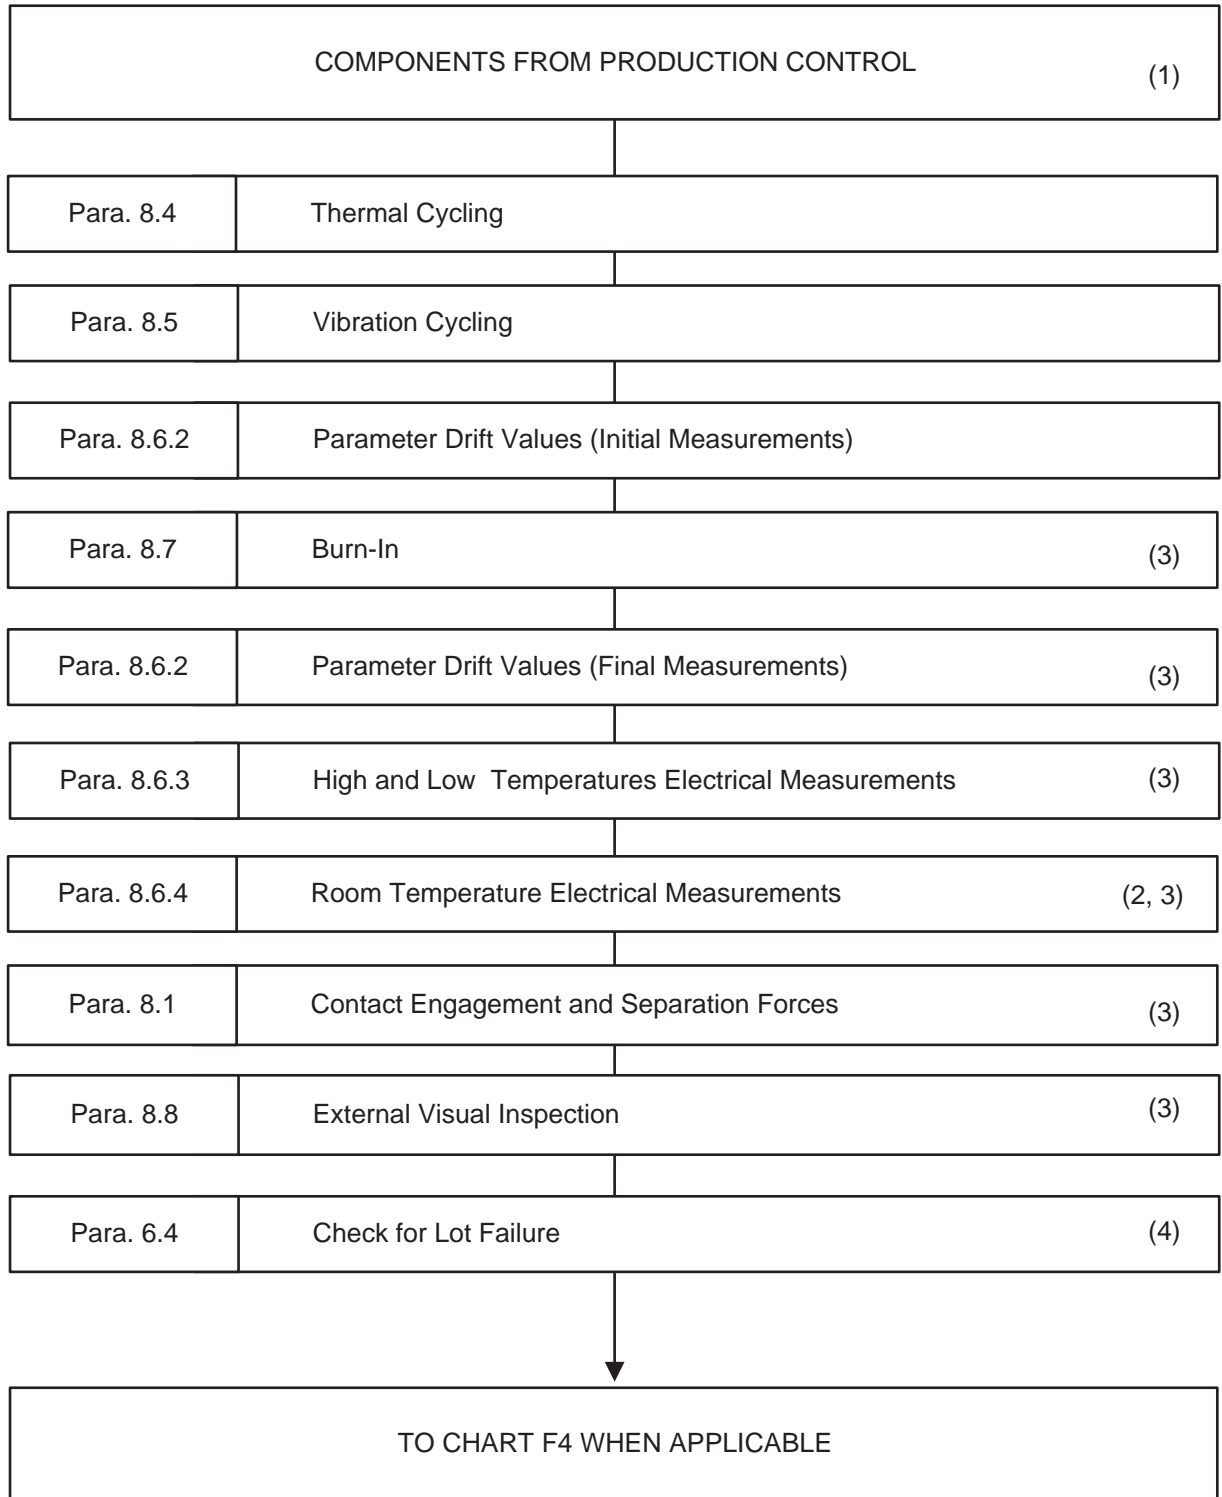 COMPONENTS FROM PRODUCTION CONTROL (1)
Para. 8.4 Thermal Cycling
Para. 8.5 Vibration Cycling
Para. 8.6.2 Parameter Drift Values (Initial Measurements)
Para. 8.7 Burn-In (3)
Para. 8.6.2 Parameter Drift Values (Final Measurements) (3)
Para. 8.6.3 High and Low Temperatures Electrical Measurements (3)
Para. 8.6.4 Room Temperature Electrical Measurements (2, 3)
Para. 8.1 Contact Engagement and Separation Forces (3)
Para. 8.8 External Visual Inspection (3)
Para. 6.4 Check for Lot Failure (4)
TO CHART F4 WHEN APPLICABLE